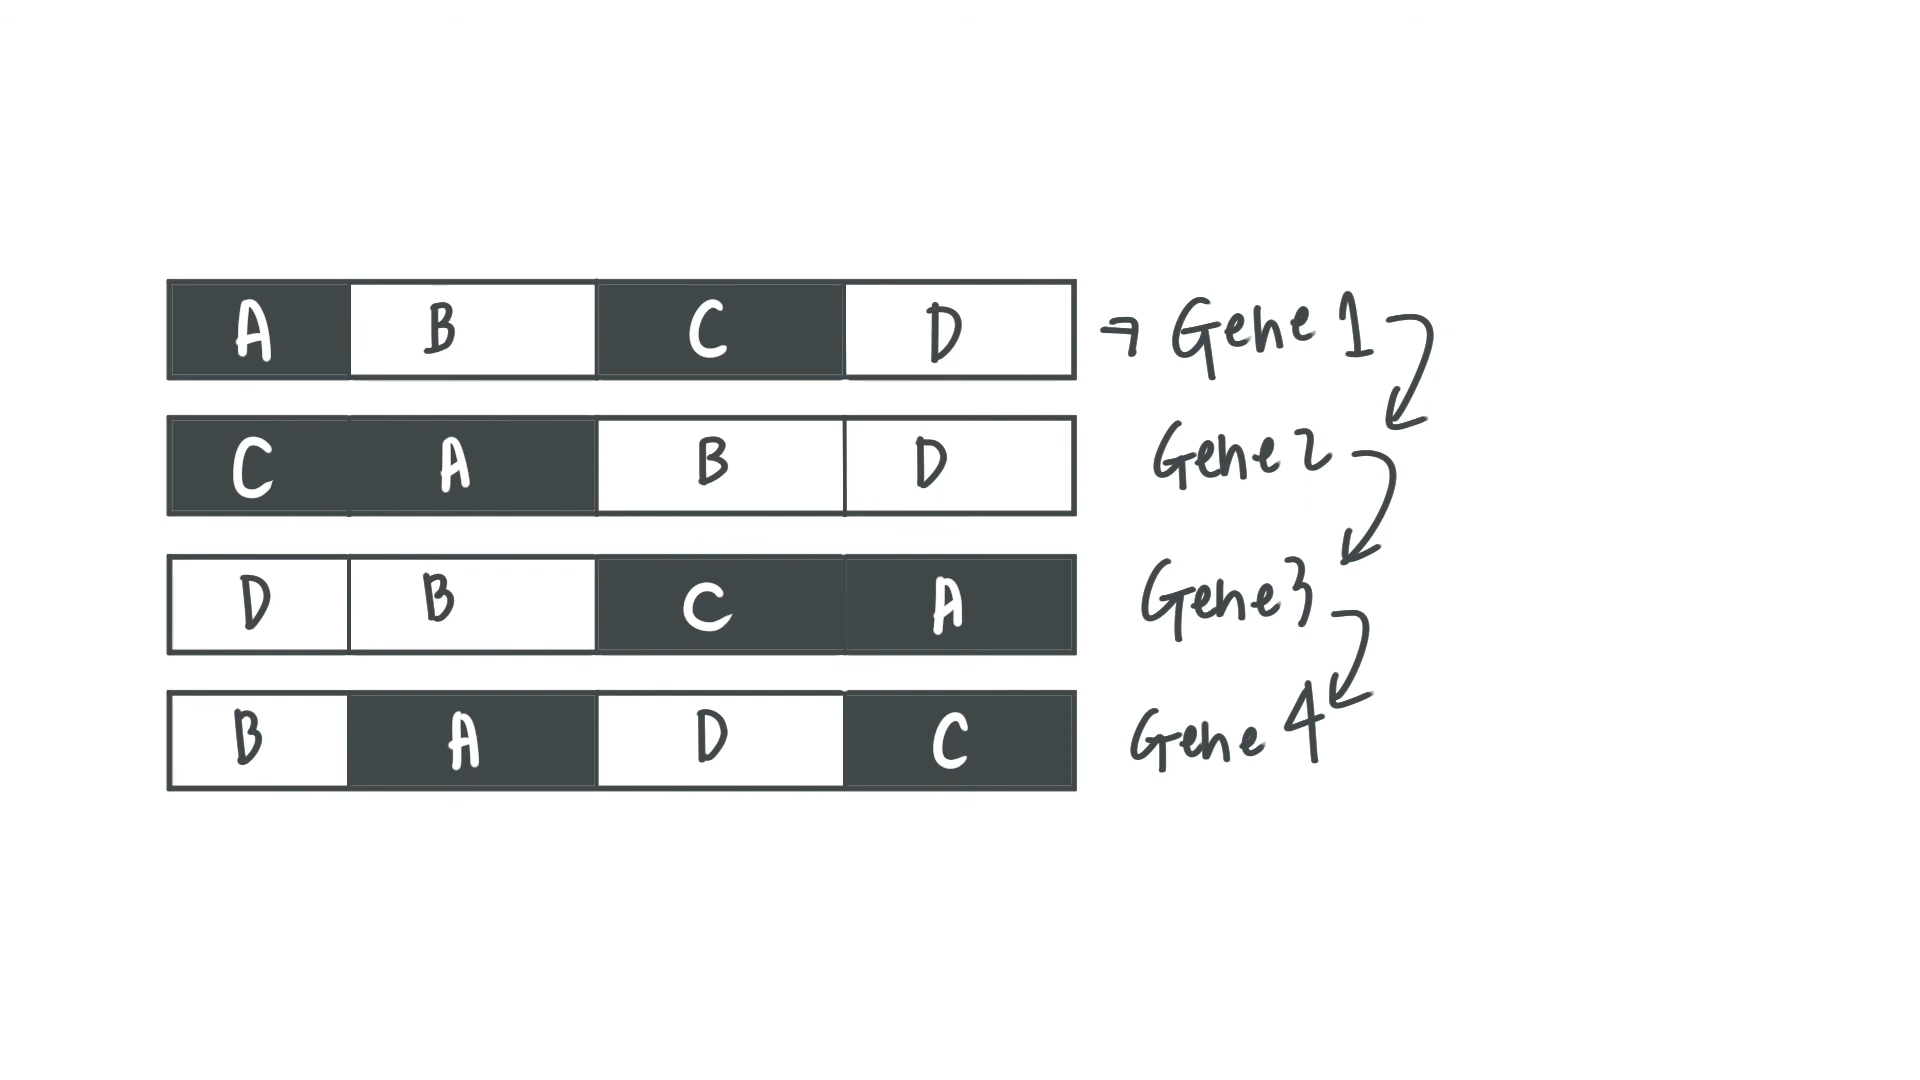 A B C D → Gene 1
C A B D Gene 2
D B C A Gene 3
B A D C Gene 4